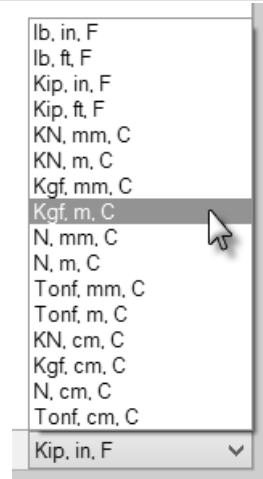 lb, in, F
lb, ft, F
Kip, in, F
Kip, ft, F
KN, mm, C
KN, m, C
Kgf, mm, C
Kgf, m, C
N, mm, C
N, m, C
Tonf, mm, C
Tonf, m, C
KN, cm, C
Kgf, cm, C
N, cm, C
Tonf, cm, C
Kip, in, F